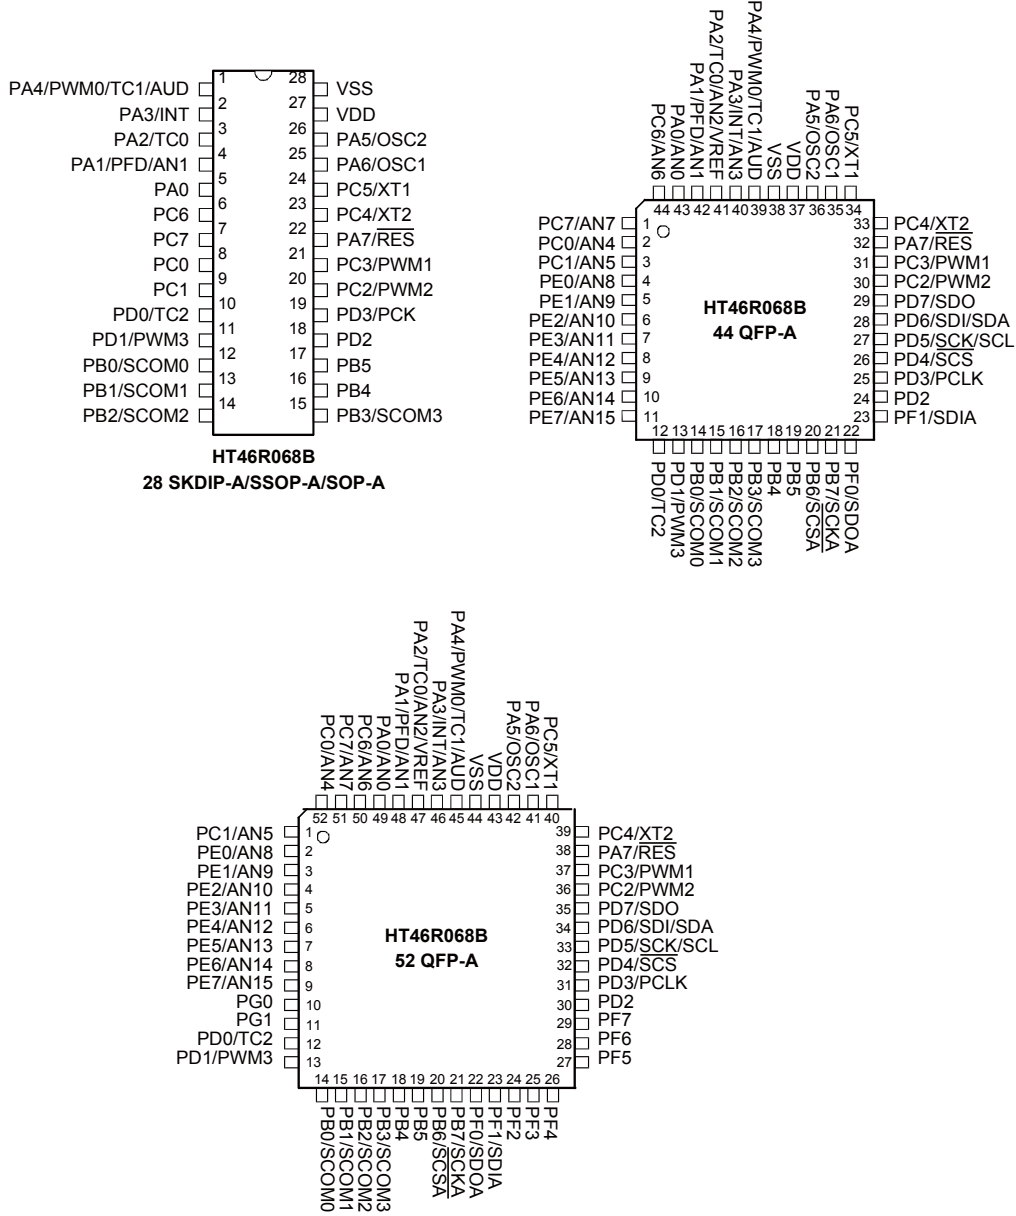 PA4/PWM0/TC1/AUD 1 28 VSS
PA3/INT 2 27 VDD
PA2/TC0 3 26 PA5/OSC2
PA1/PFD/AN1 4 25 PA6/OSC1
PA0 5 24 PC5/XT1
PC6 6 23 PC4/XT2
PC7 7 22 PA7/RES
PC0 8 21 PC3/PWM1
PC1 9 20 PC2/PWM2
PD0/TC2 10 19 PD3/PCK
PD1/PWM3 11 18 PD2
PB0/SCOM0 12 17 PB5
PB1/SCOM1 13 16 PB4
PB2/SCOM2 14 15 PB3/SCOM3
HT46R068B
28 SKDIP-A/SSOP-A/SOP-A
PC6/AN6
PA0/AN0
PA1/PFD/AN1
PA2/TC0/AN2/VREF
PA3/INT/AN3
PA4/PWM0/TC1/AUD
VSS
VDD
PA5/OSC2
PA6/OSC1
PC5/XT1
44 43 42 41 40 39 38 37 36 35 34
PC7/AN7 1 33 PC4/XT2
PC0/AN4 2 32 PA7/RES
PC1/AN5 3 31 PC3/PWM1
PE0/AN8 4 30 PC2/PWM2
PE1/AN9 5 29 PD7/SDO
PE2/AN10 6 28 PD6/SDI/SDA
PE3/AN11 7 27 PD5/SCK/SCL
PE4/AN12 8 26 PD4/SCS
PE5/AN13 9 25 PD3/PCLK
PE6/AN14 10 24 PD2
PE7/AN15 11 23 PF1/SDIA
HT46R068B
44 QFP-A
12 13 14 15 16 17 18 19 20 21 22
PD0/TC2
PD1/PWM3
PB0/SCOM0
PB1/SCOM1
PB2/SCOM2
PB3/SCOM3
PB4
PB5
PB6/SCSA
PB7/SCKA
PF0/SDOA
PC0/AN4
PC7/AN7
PC6/AN6
PA0/AN0
PA1/PFD/AN1
PA2/TC0/AN2/VREF
PA3/INT/AN3
PA4/PWM0/TC1/AUD
VSS
VDD
PA5/OSC2
PA6/OSC1
PC5/XT1
52 51 50 49 48 47 46 45 44 43 42 41 40
PC1/AN5 1 39 PC4/XT2
PE0/AN8 2 38 PA7/RES
PE1/AN9 3 37 PC3/PWM1
PE2/AN10 4 36 PC2/PWM2
PE3/AN11 5 35 PD7/SDO
PE4/AN12 6 34 PD6/SDI/SDA
PE5/AN13 7 33 PD5/SCK/SCL
PE6/AN14 8 32 PD4/SCS
PE7/AN15 9 31 PD3/PCLK
PG0 10 30 PD2
PG1 11 29 PF7
PD0/TC2 12 28 PF6
PD1/PWM3 13 27 PF5
HT46R068B
52 QFP-A
14 15 16 17 18 19 20 21 22 23 24 25 26
PB0/SCOM0
PB1/SCOM1
PB2/SCOM2
PB3/SCOM3
PB4
PB5
PB6/SCSA
PB7/SCKA
PF0/SDOA
PF1/SDIA
PF2
PF3
PF4